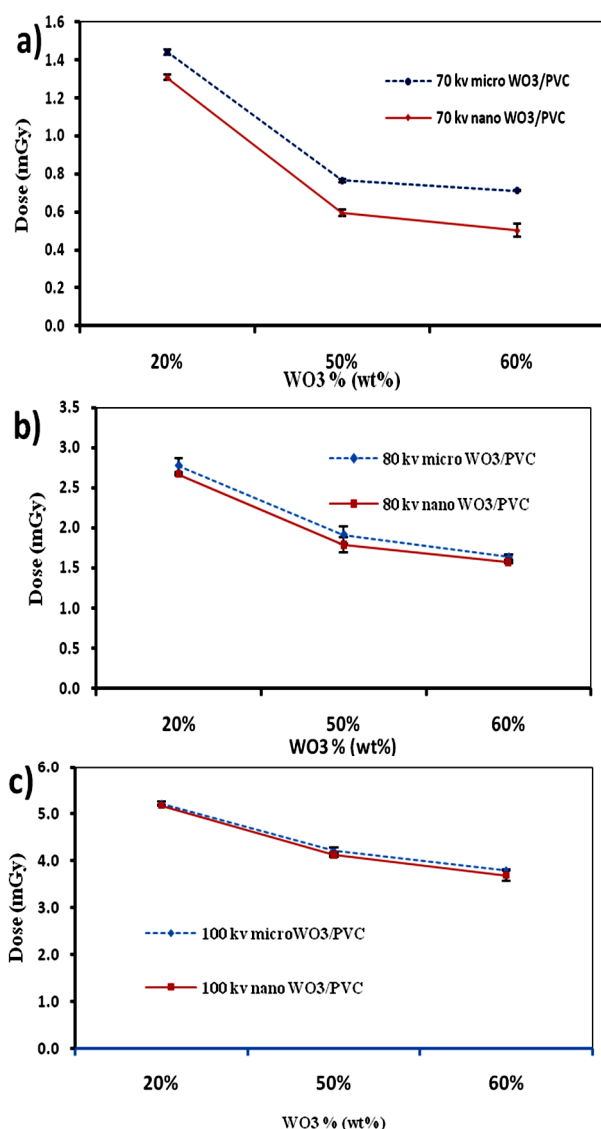 a)
1.6
1.4
1.2
1.0
0.8
0.6
0.4
0.2
0.0
Dose (mGy)
70 kv micro WO3/PVC
70 kv nano WO3/PVC
20% 50% 60%
WO3 % (wt%)
b)
3.5
3.0
2.5
2.0
1.5
1.0
0.5
0.0
Dose (mGy)
80 kv micro WO3/PVC
80 kv nano WO3/PVC
20% 50% 60%
WO3 % (wt%)
c)
6.0
5.0
4.0
3.0
2.0
1.0
0.0
Dose (mGy)
100 kv microWO3/PVC
100 kv nano WO3/PVC
20% 50% 60%
WO3 % (wt%)